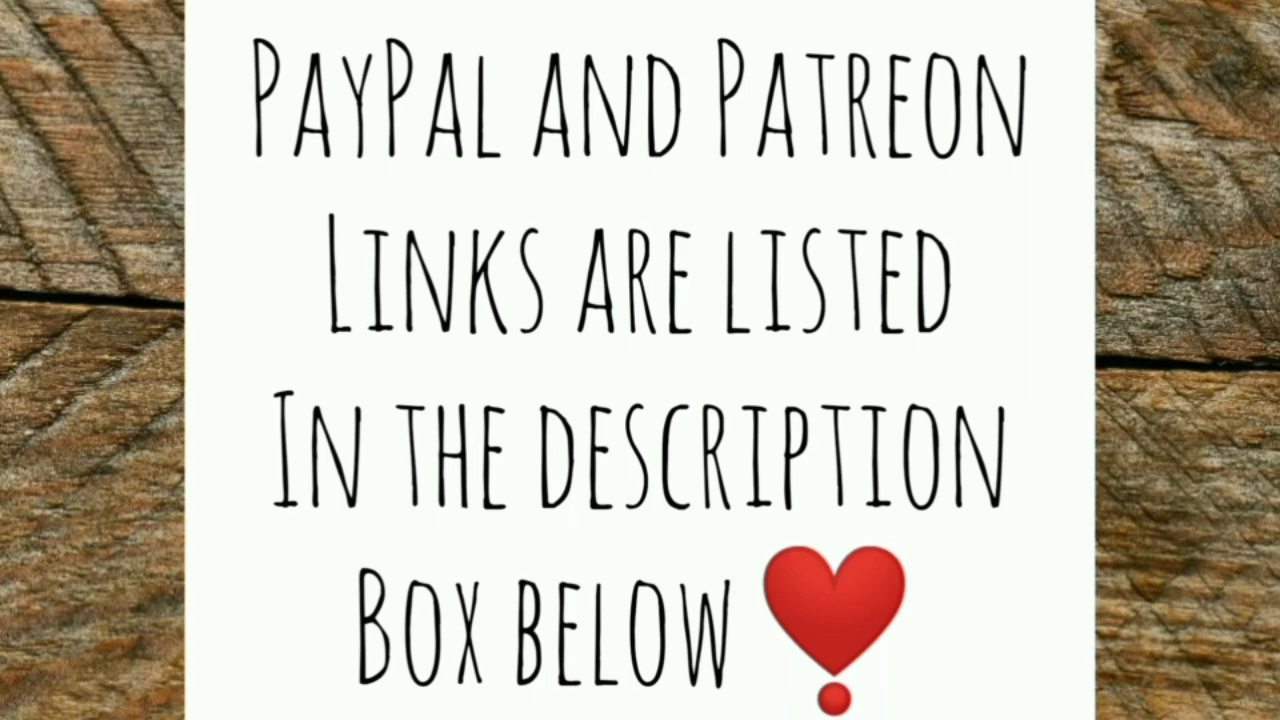 PayPal and Patreon
Links are listed
In the description
Box below ❣